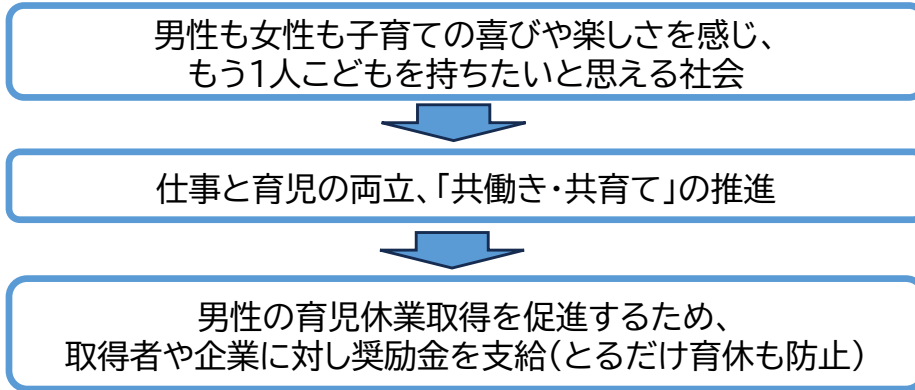 男性も女性も子育ての喜びや楽しさを感じ、
もう1人こどもを持ちたいと思える社会
仕事と育児の両立、「共働き・共育て」の推進
男性の育児休業取得を促進するため、
取得者や企業に対し奨励金を支給（とるだけ育休も防止）